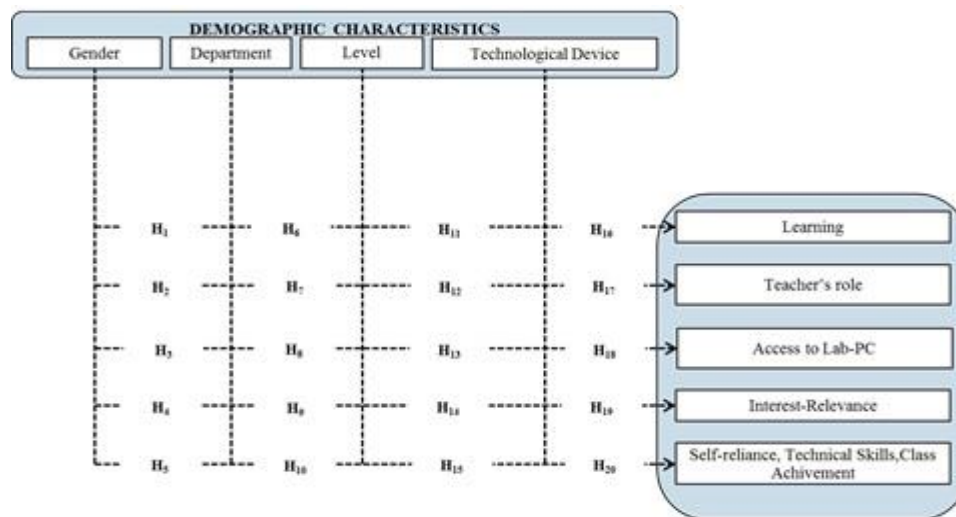 DEMOGRAPHIC CHARACTERISTICS
Gender Department Level Technological Device
H₁ H₆ H₁₁ H₁₆ Learning
H₂ H₇ H₁₂ H₁₇ Teacher's role
H₃ H₈ H₁₃ H₁₈ Access to Lab-PC
H₄ H₉ H₁₄ H₁₉ Interest-Relevance
H₅ H₁₀ H₁₅ H₂₀ Self-reliance, Technical Skills,Class
Achivement